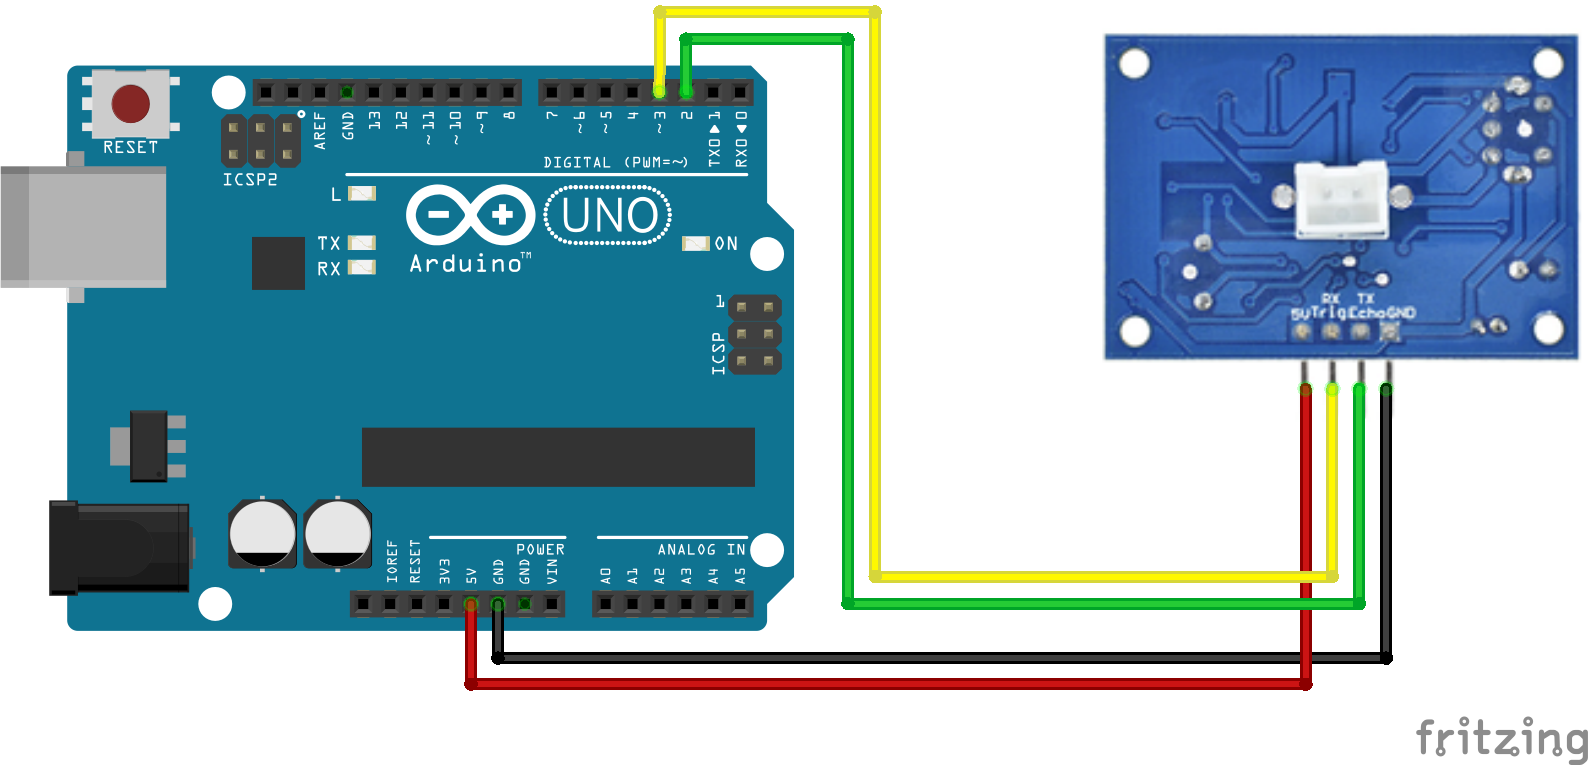 RESET
ICSP2
AREF
GND
13
12
~11
~10
~9
8
7
~6
~5
4
~3
2
TX0▶1
RX0◀0
DIGITAL (PWM=~)
L
TX
RX
UNO
Arduino™
ON
1
ICSP
RX TX
5V Trig Echo GND
IOREF
RESET
3V3
5V
GND
GND
VIN
POWER
A0
A1
A2
A3
A4
A5
ANALOG IN
fritzing